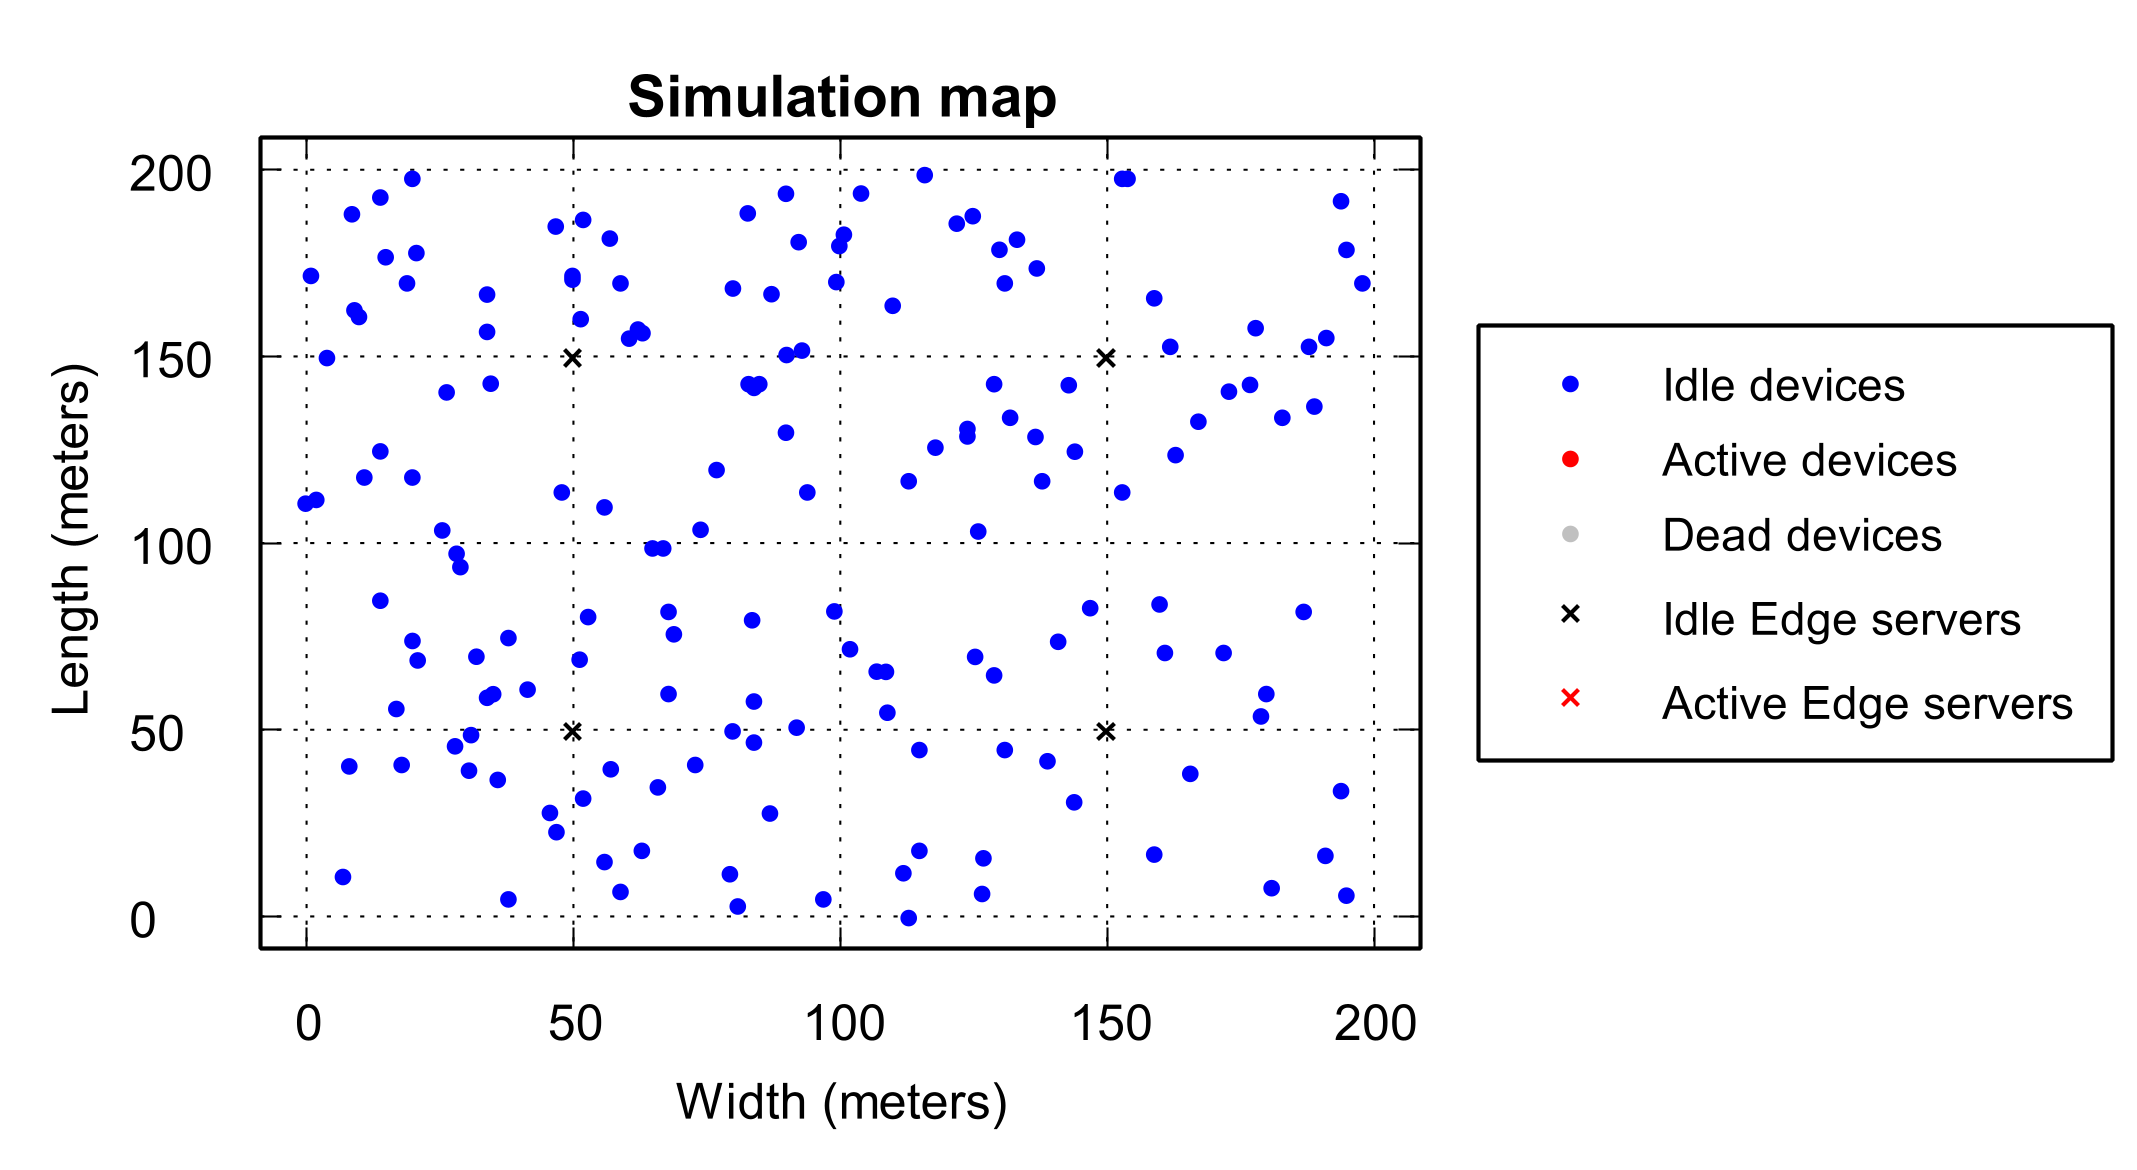 Simulation map
200
150
100
50
0
Length (meters)
0 50 100 150 200
Width (meters)
Idle devices
Active devices
Dead devices
Idle Edge servers
Active Edge servers